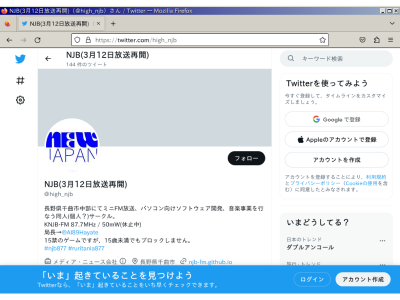 NJB(3月12日放送再開) (@high_njb) さん / Twitter — Mozilla Firefox
NJB(3月12日放送再開)
https://twitter.com/high_njb
NJB(3月12日放送再開)
144 件のツイート
キーワード検索
NEW
JAPAN
フォロー
NJB(3月12日放送再開)
@high_njb
長野県千曲市中部にてミニFM放送、パソコン向けソフトウェア開発、音楽事業を行
なう同人(個人?)サークル。
KNJB-FM 87.7MHz / 50mW(休止中)
局長→@AIB9Hayate
15禁のゲームですが、15歳未満でもブロックしません。
#njb877 #ruritania877
メディア・ニュース会社
長野県千曲市
njb-fm.github.io
Twitterを使ってみよう
今すぐ登録して、タイムラインをカスタマイ
ズしましょう。
Google で登録
Appleのアカウントで登録
アカウントを作成
アカウントを登録することにより、利用規約
とプライバシーポリシー（Cookieの使用を含
む）に同意したとみなされます。
いまどうしてる？
日本のトレンド
ダブルアンコール
「いま」起きていることを見つけよう
Twitterなら、「いま」起きていることをいち早くチェックできます。
ログイン
アカウント作成